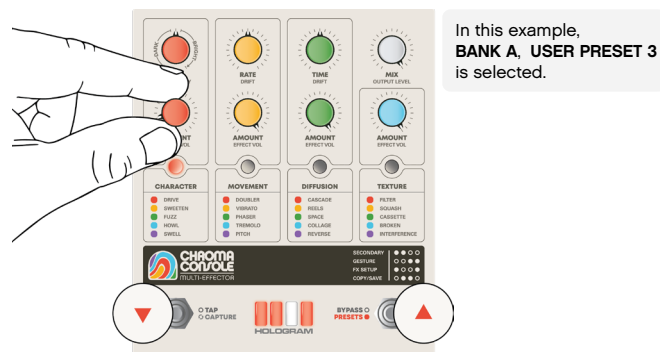 In this example,
BANK A, USER PRESET 3
is selected.
DARK
BRIGHT
RATE
DRIFT
TIME
DRIFT
MIX
OUTPUT LEVEL
AMOUNT
EFFECT VOL
AMOUNT
EFFECT VOL
AMOUNT
EFFECT VOL
CHARACTER
DRIVE
SWEETEN
FUZZ
HOWL
SWELL
MOVEMENT
DOUBLER
VIBRATO
PHASER
TREMOLO
PITCH
DIFFUSION
CASCADE
REELS
SPACE
COLLAGE
REVERSE
TEXTURE
FILTER
SQUASH
CASSETTE
BROKEN
INTERFERENCE
CHROMA
CONSOLE
MULTI-EFFECTOR
SECONDARY
GESTURE
FX SETUP
COPY/SAVE
TAP
CAPTURE
HOLOGRAM
BYPASS
PRESETS